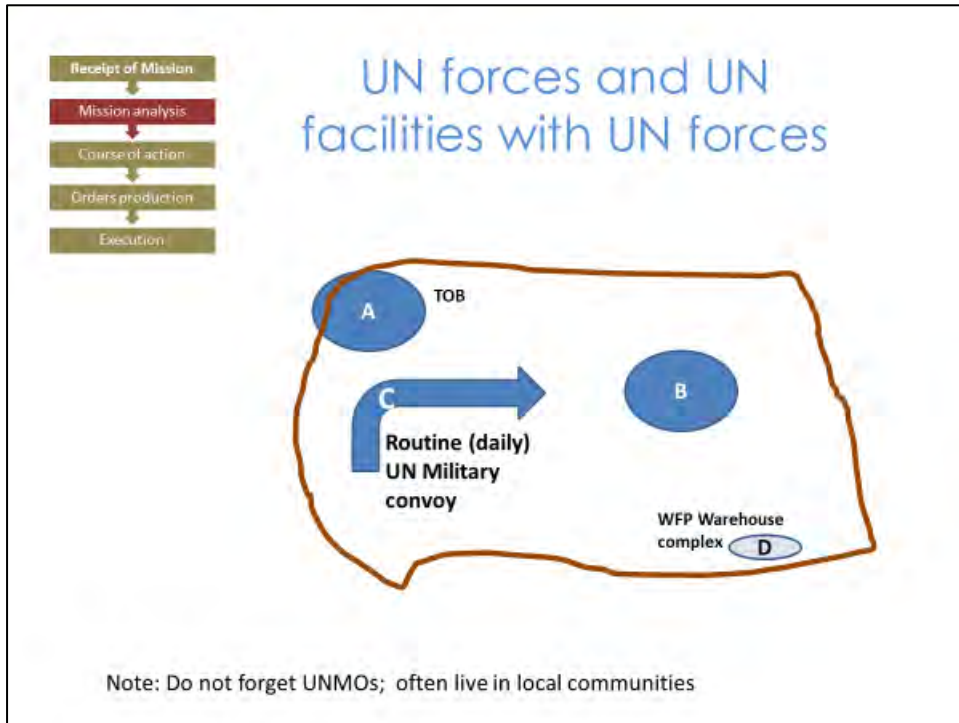 Receipt of Mission
Mission analysis
Course of action
Orders production
Execution
UN forces and UN
facilities with UN forces
A
TOB
B
C
Routine (daily)
UN Military
convoy
WFP Warehouse
complex
D
Note: Do not forget UNMOs; often live in local communities